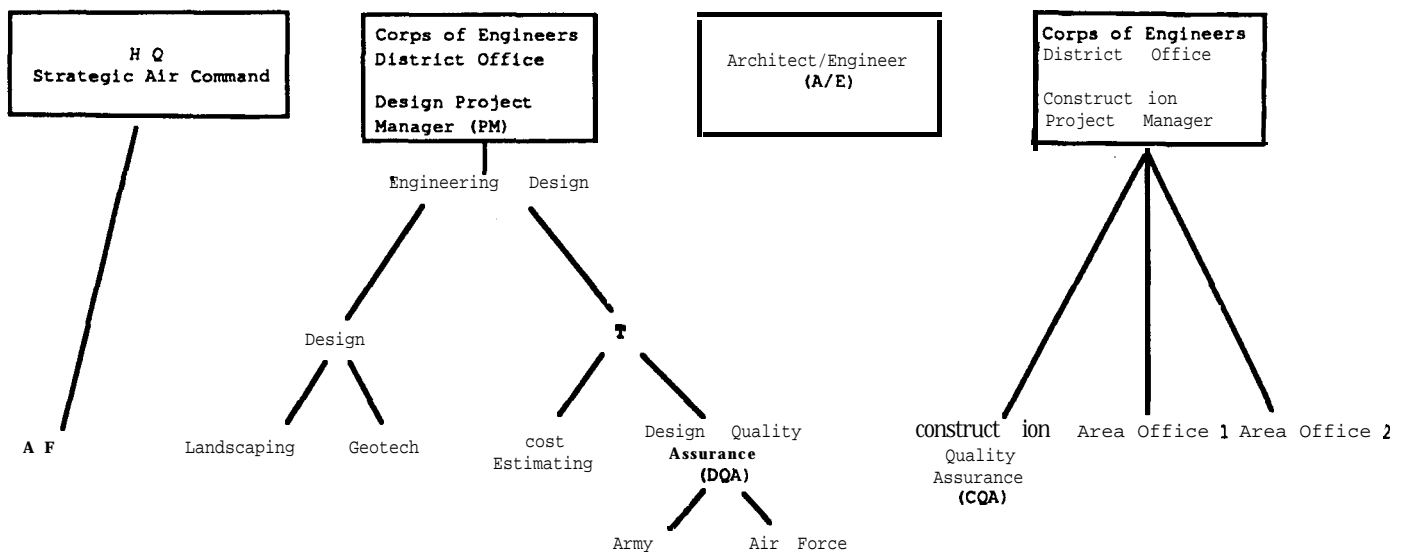 H Q
Strategic Air Command
Corps of Engineers
District Office
Design Project
Manager (PM)
Architect/Engineer
(A/E)
Corps of Engineers
District Office
Construct ion
Project Manager
Engineering Design
Design
T
A F
Landscaping
Geotech
cost
Estimating
Design Quality
Assurance
(DQA)
construct ion
Quality
Assurance
(CQA)
Area Office 1
Area Office 2
Army
Air Force